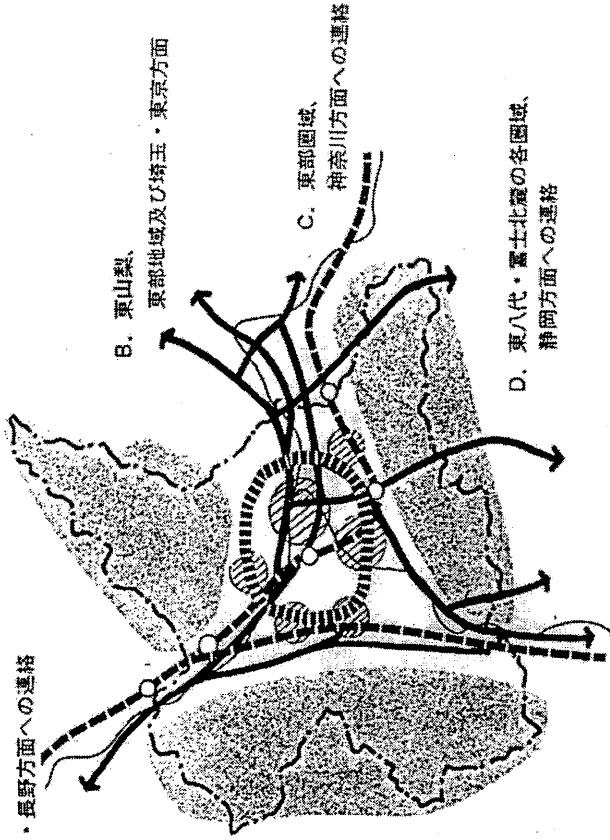 ・長野方面への連絡
B. 東山梨、
東部地域及び埼玉・東京方面
C. 東部圏域、
神奈川方面への連絡
D. 東八代・富士北麓の各圏域、
静岡方面への連絡